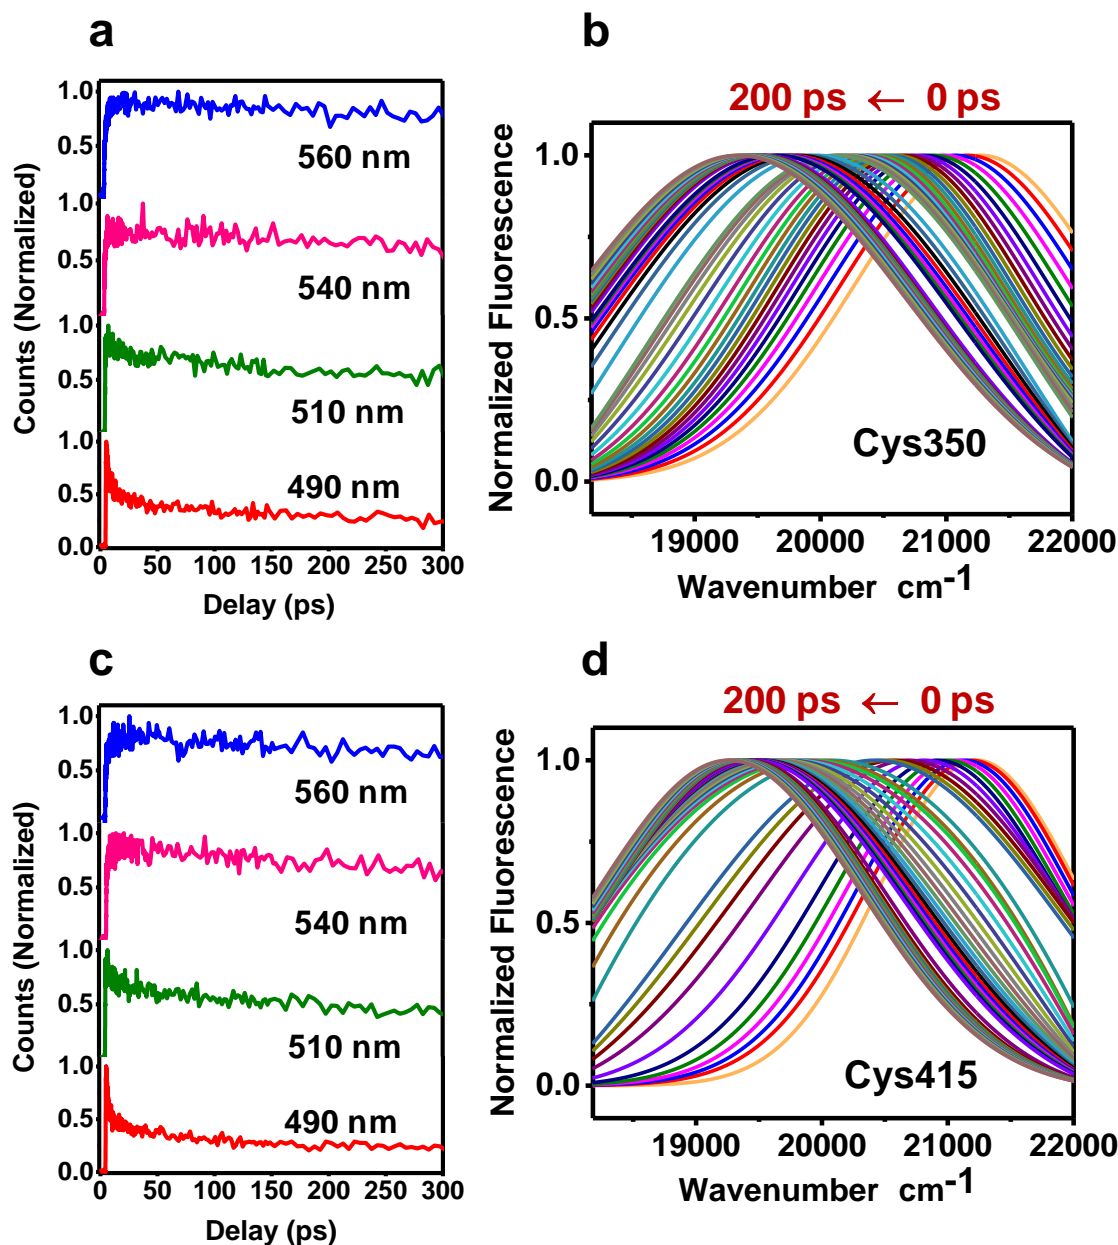 a
b
200 ps ← 0 ps
Counts (Normalized)
1.0
0.5
560 nm
1.0
0.5
540 nm
1.0
0.5
510 nm
1.0
0.5
490 nm
0.0
0 50 100 150 200 250 300
Delay (ps)
Normalized Fluorescence
1.0
0.5
0.0
Cys350
19000 20000 21000 22000
Wavenumber cm-1
c
d
200 ps ← 0 ps
Counts (Normalized)
1.0
0.5
560 nm
1.0
0.5
540 nm
1.0
0.5
510 nm
1.0
0.5
490 nm
0.0
0 50 100 150 200 250 300
Delay (ps)
Normalized Fluorescence
1.0
0.5
0.0
Cys415
19000 20000 21000 22000
Wavenumber cm-1